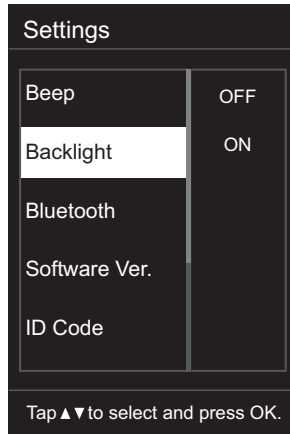 Settings
Beep OFF
Backlight ON
Bluetooth
Software Ver.
ID Code
Tap▲▼to select and press OK.